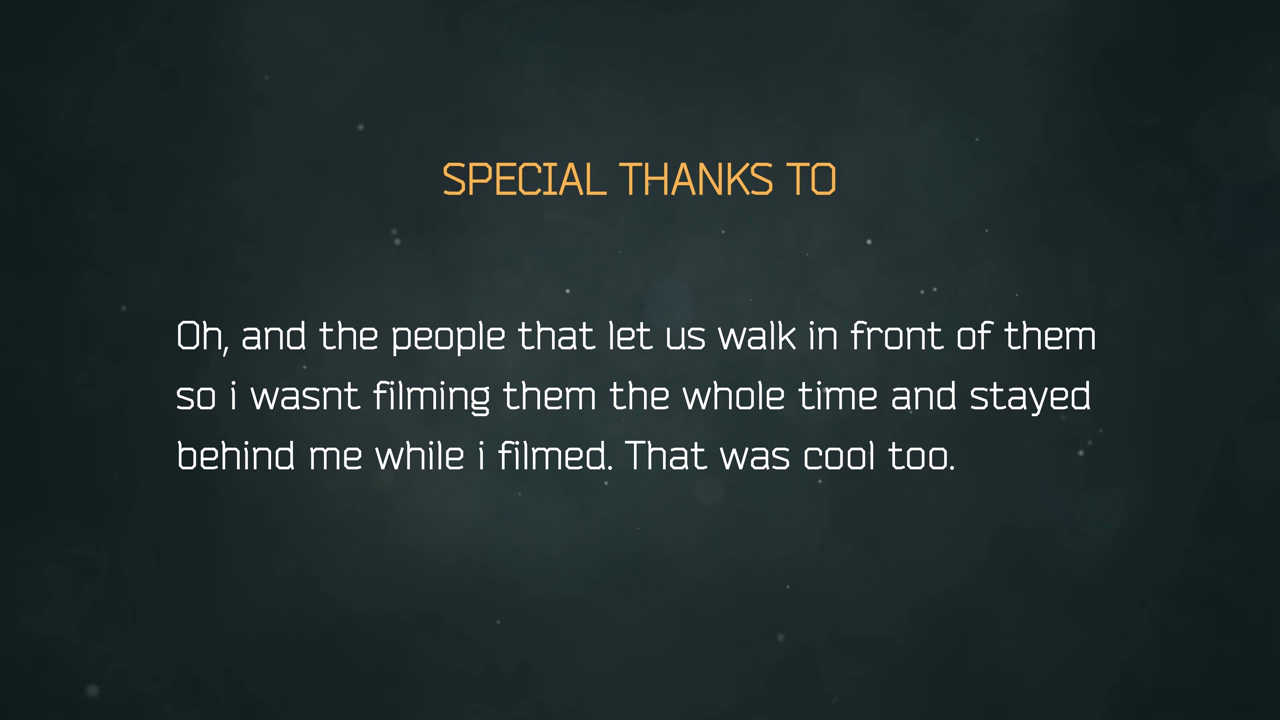 SPECIAL THANKS TO
Oh, and the people that let us walk in front of them
so i wasnt filming them the whole time and stayed
behind me while i filmed. That was cool too.